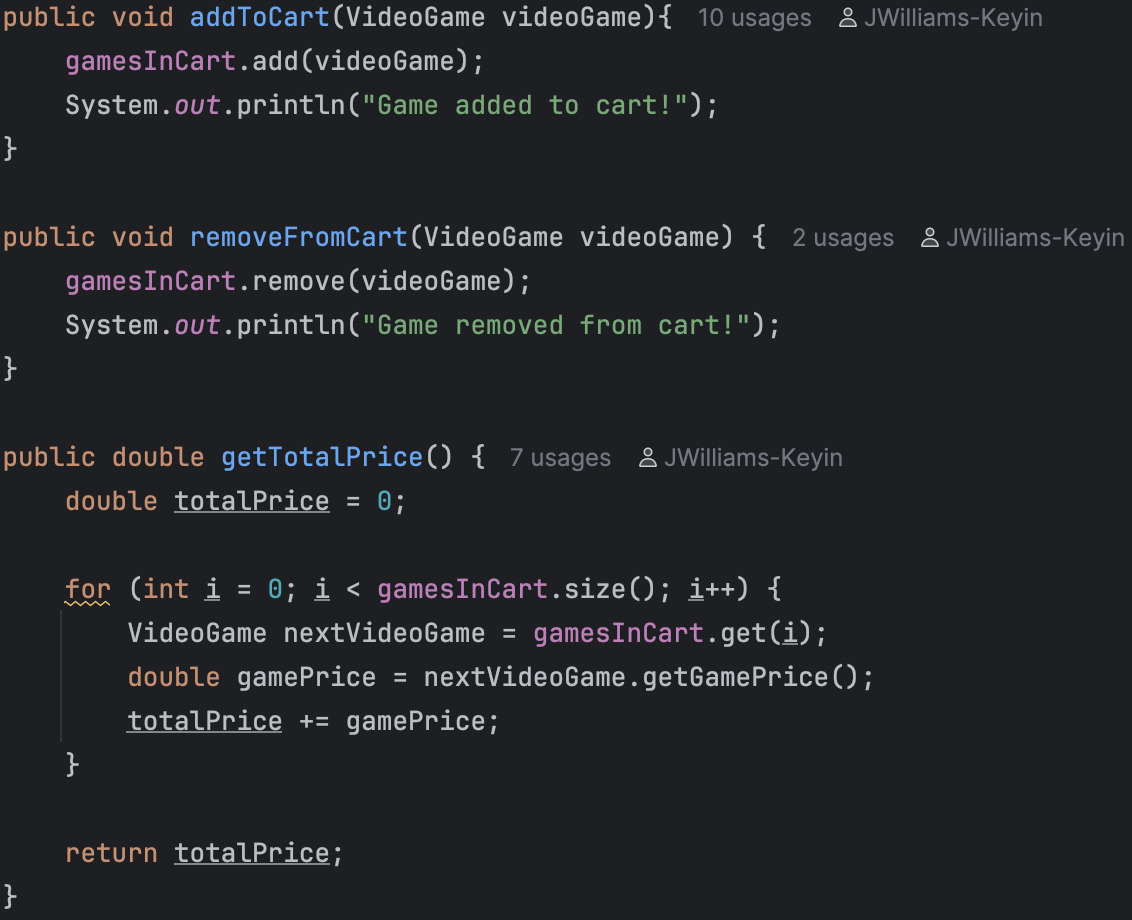 public void addToCart(VideoGame videoGame){ 10 usages JWilliams-Keyin
    gamesInCart.add(videoGame);
    System.out.println("Game added to cart!");
}
public void removeFromCart(VideoGame videoGame) { 2 usages JWilliams-Keyin
    gamesInCart.remove(videoGame);
    System.out.println("Game removed from cart!");
}
public double getTotalPrice() { 7 usages JWilliams-Keyin
    double totalPrice = 0;
    for (int i = 0; i < gamesInCart.size(); i++) {
        VideoGame nextVideoGame = gamesInCart.get(i);
        double gamePrice = nextVideoGame.getGamePrice();
        totalPrice += gamePrice;
    }
    return totalPrice;
}